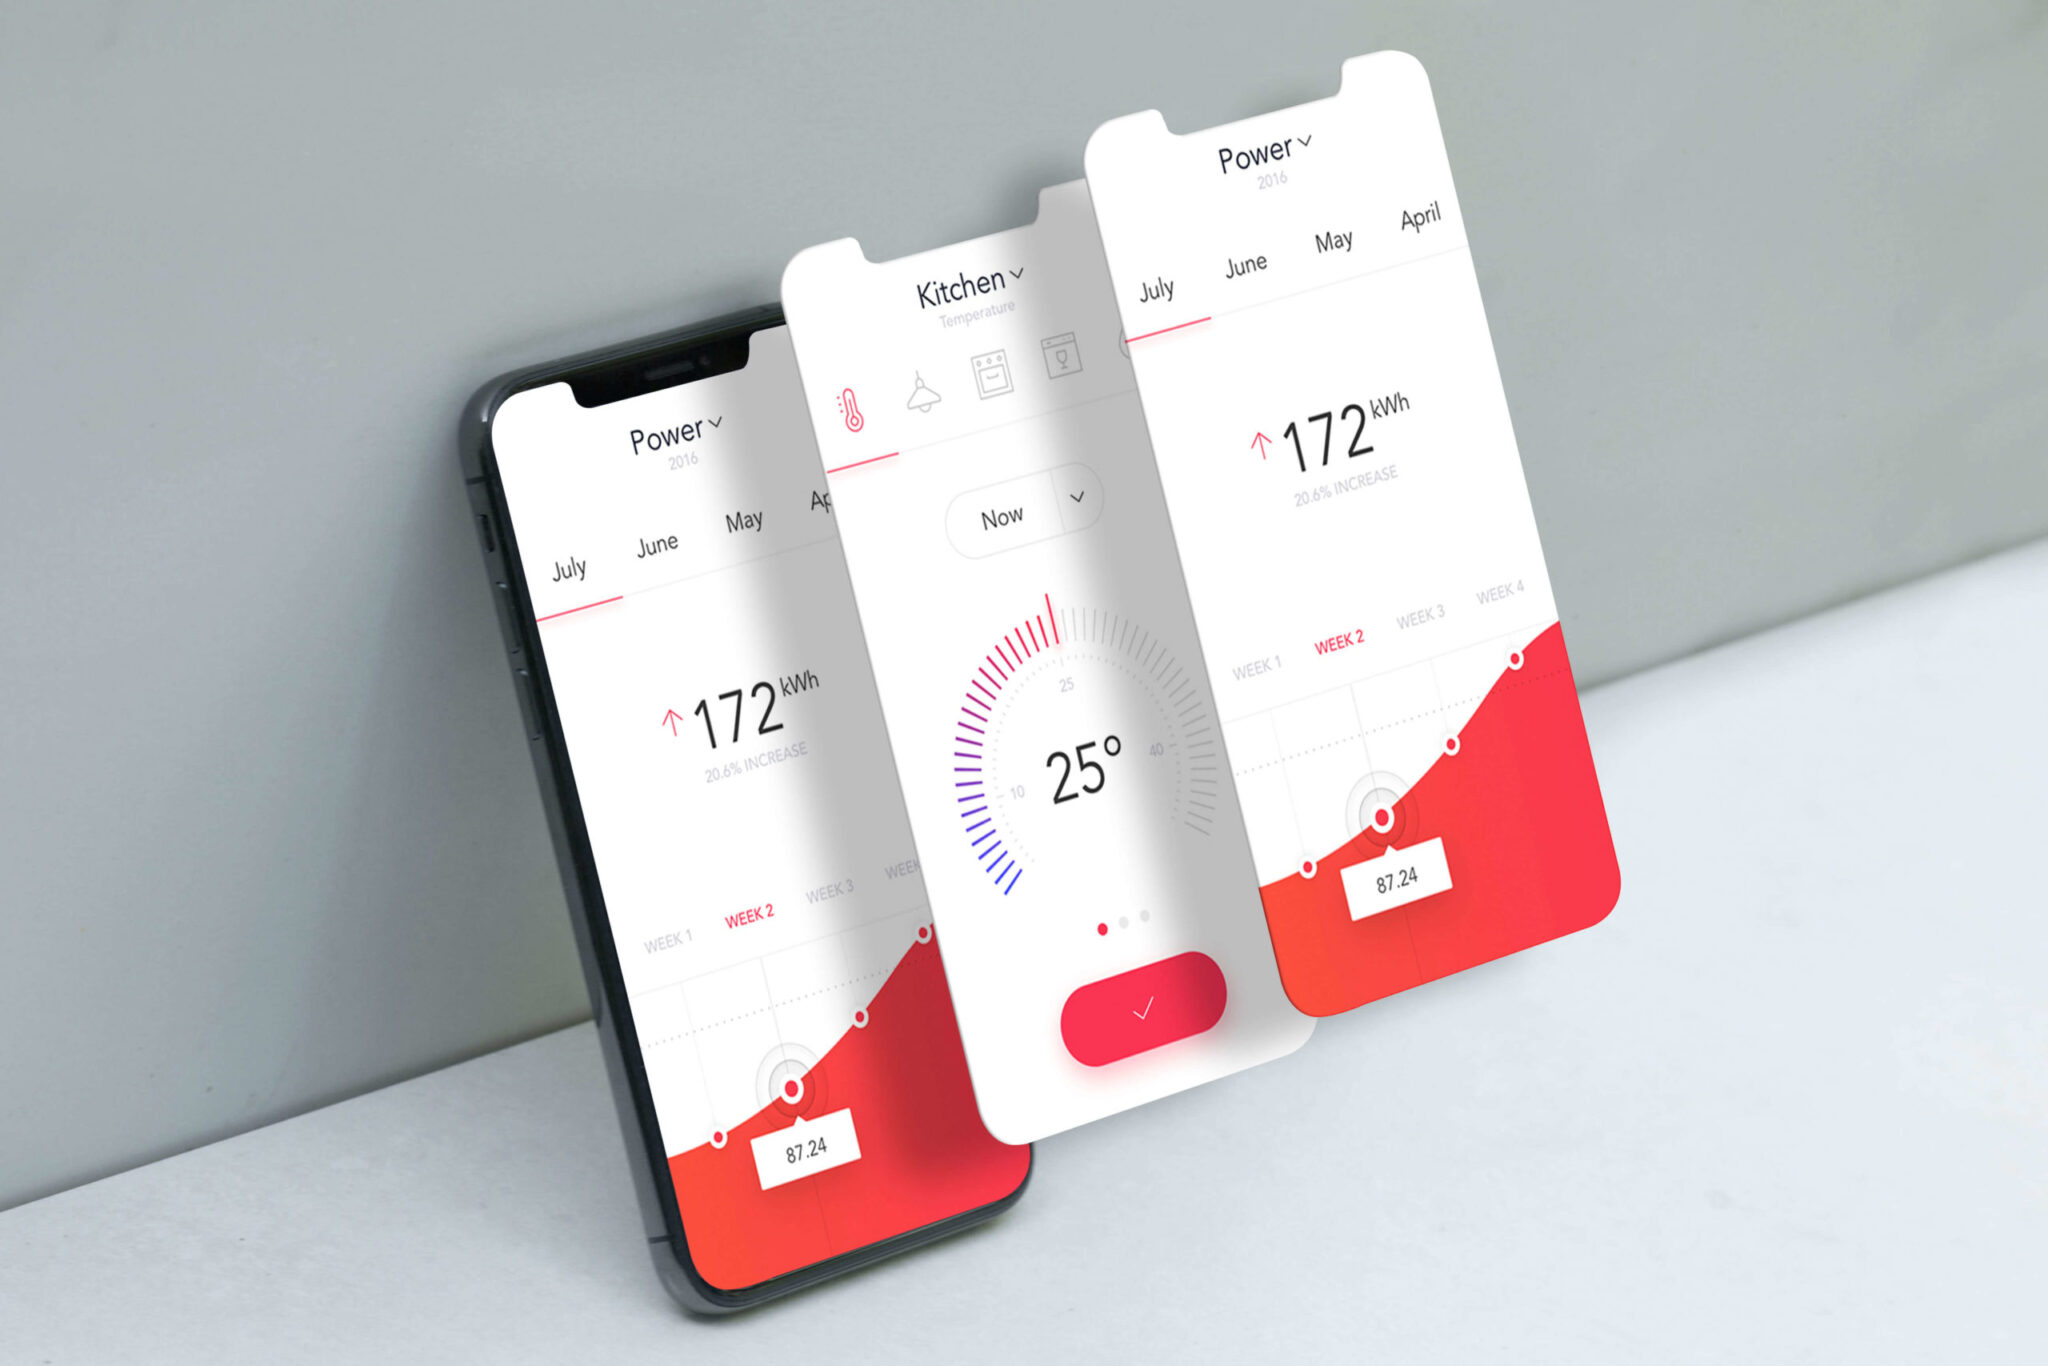 Power
2016
July June May Ap
172 kWh
20.6% INCREASE
WEEK 1 WEEK 2 WEEK 3 WEEK
87.24
Kitchen
Temperature
Now
25
10
40
25°
Power
2016
July June May April
172 kWh
20.6% INCREASE
WEEK 1 WEEK 2 WEEK 3 WEEK 4
87.24